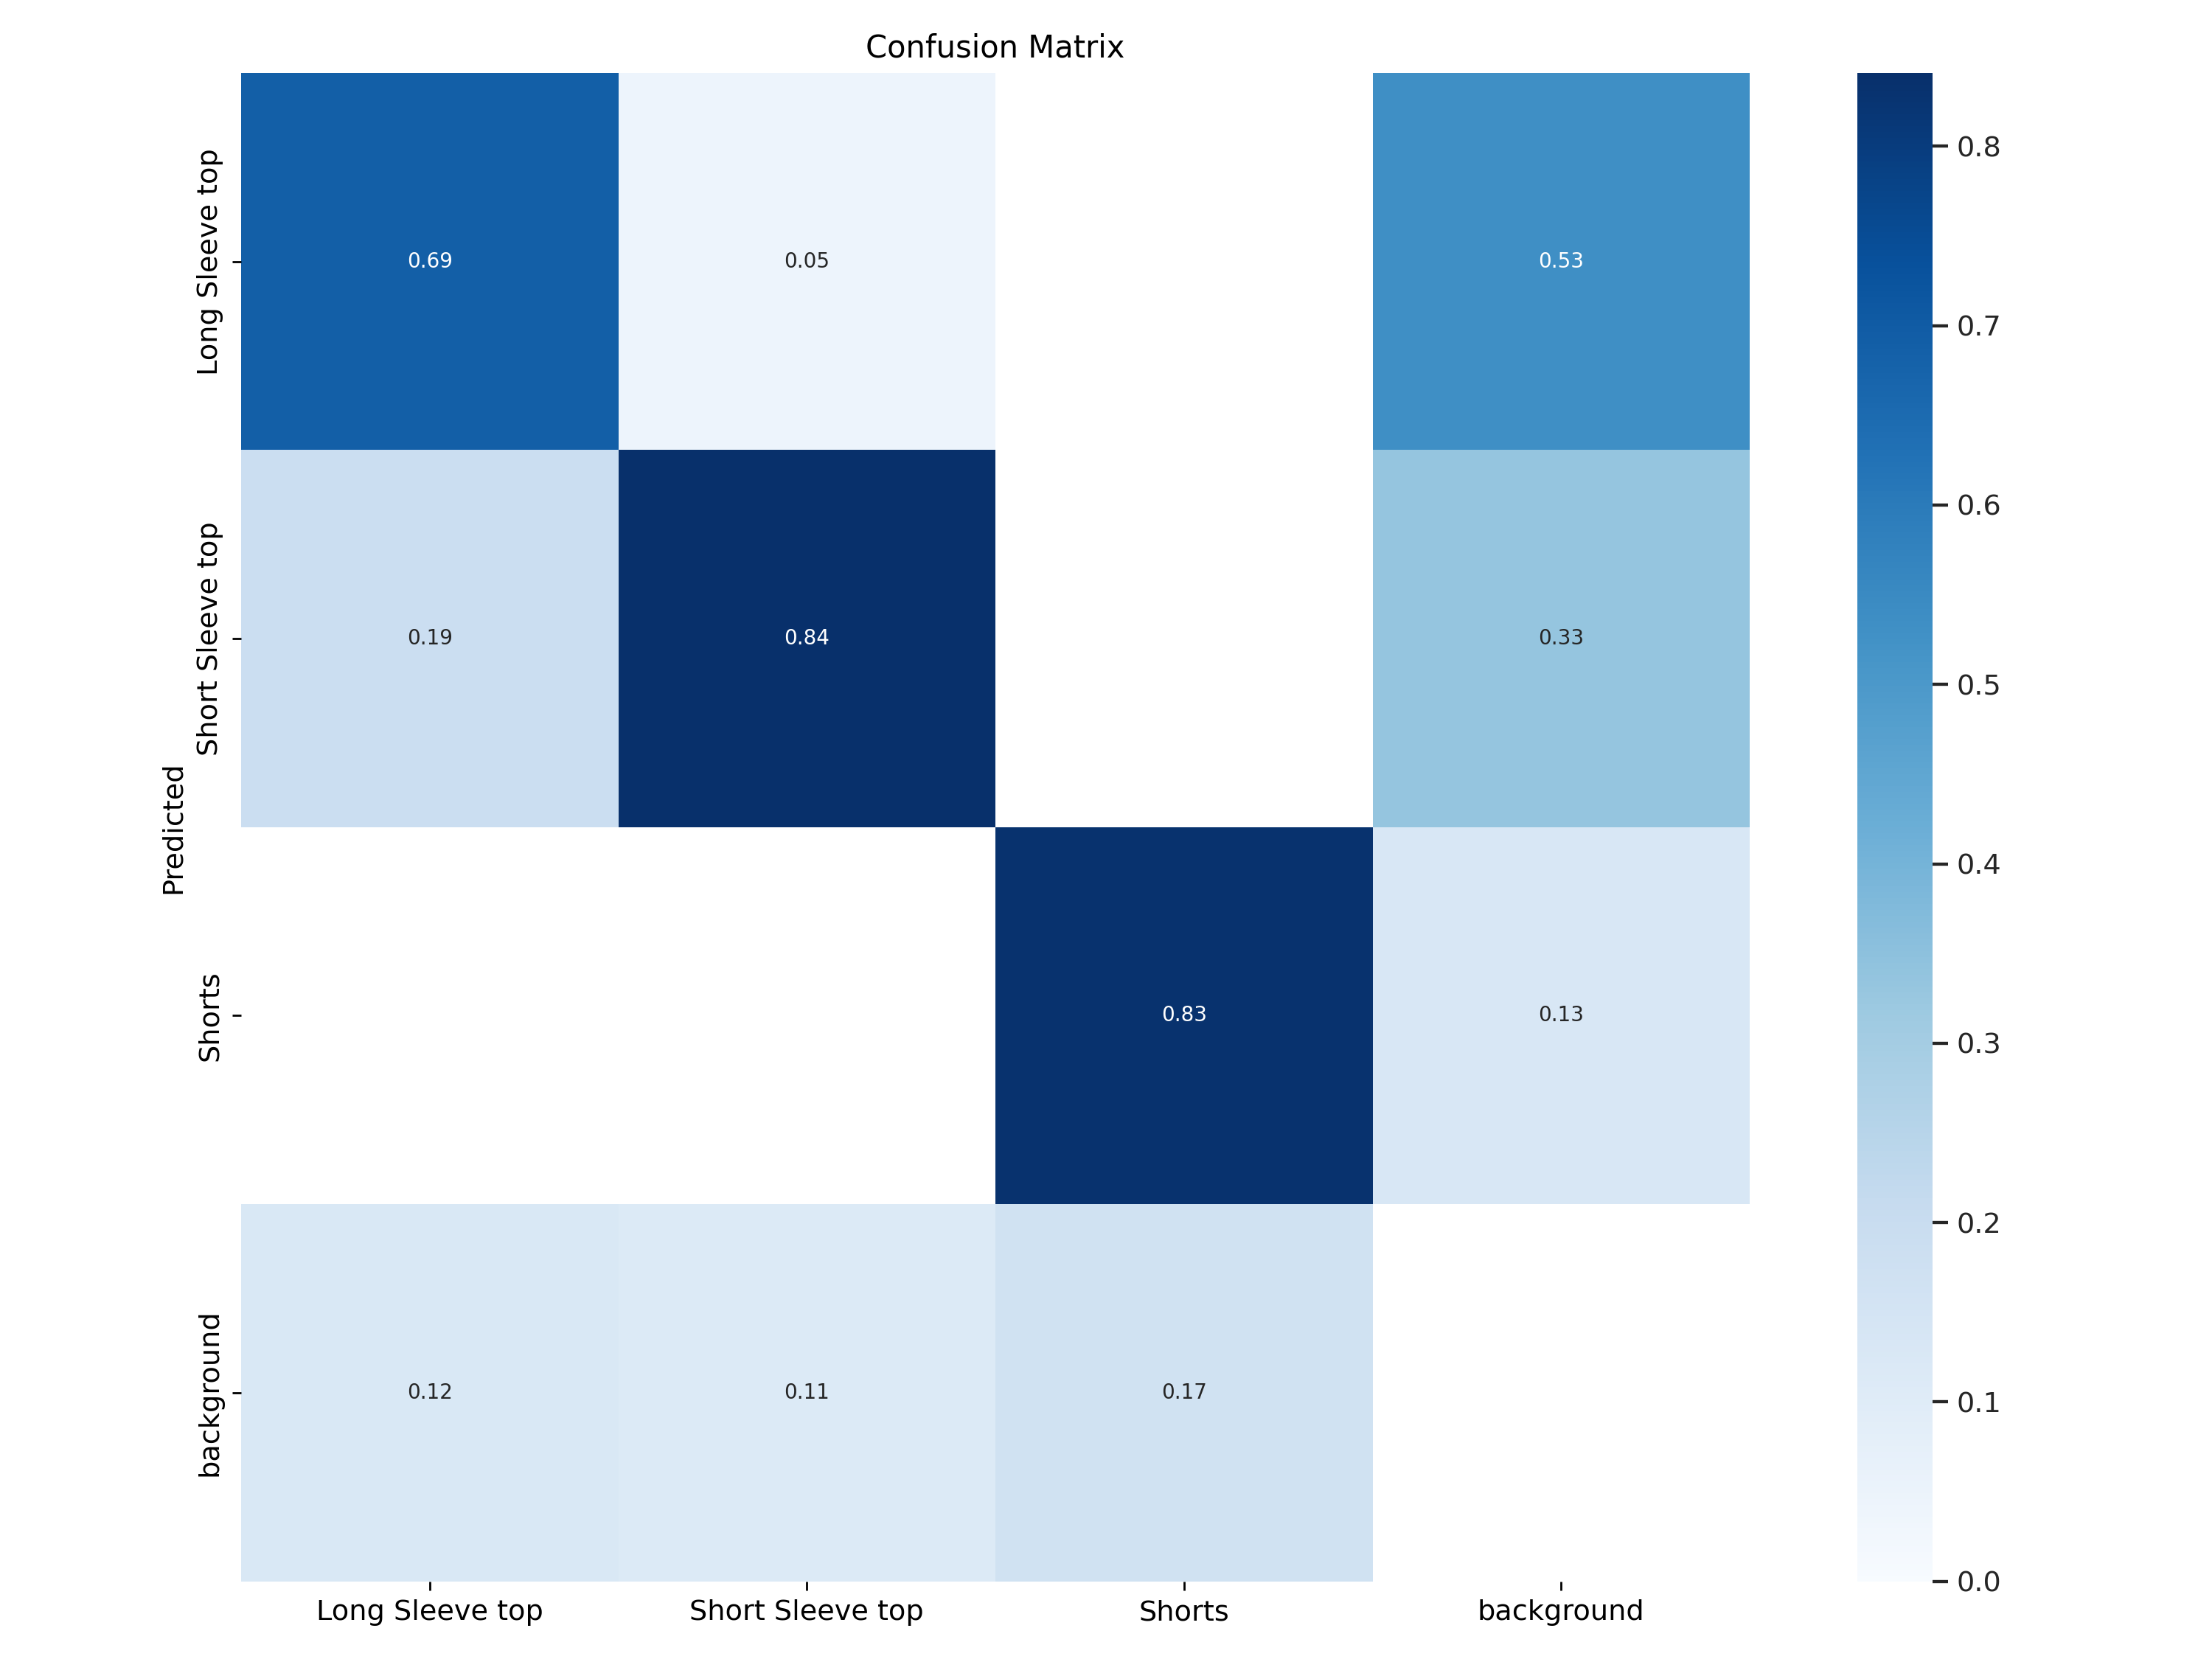 Confusion Matrix
Long Sleeve top
0.69
0.05
0.53
0.8
0.7
0.6
Short Sleeve top
0.19
0.84
0.33
0.5
0.4
Predicted
Shorts
0.83
0.13
0.3
0.2
background
0.12
0.11
0.17
0.1
0.0
Long Sleeve top
Short Sleeve top
Shorts
background